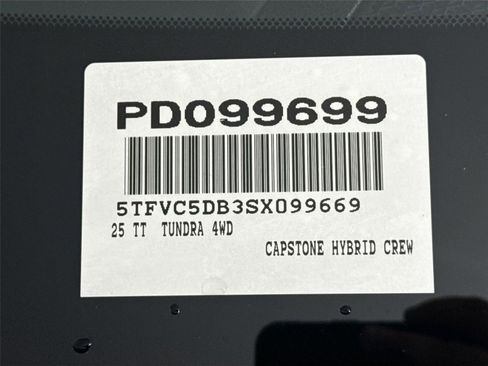 PD099699
5TFVC5DB3SX099669
25 TT TUNDRA 4WD
CAPSTONE HYBRID CREW